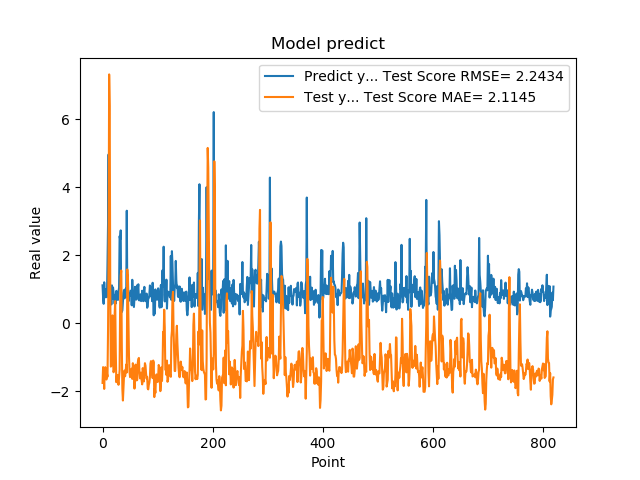 Model predict
Predict y... Test Score RMSE= 2.2434
Test y... Test Score MAE= 2.1145
Real value
6
4
2
0
−2
0 200 400 600 800
Point